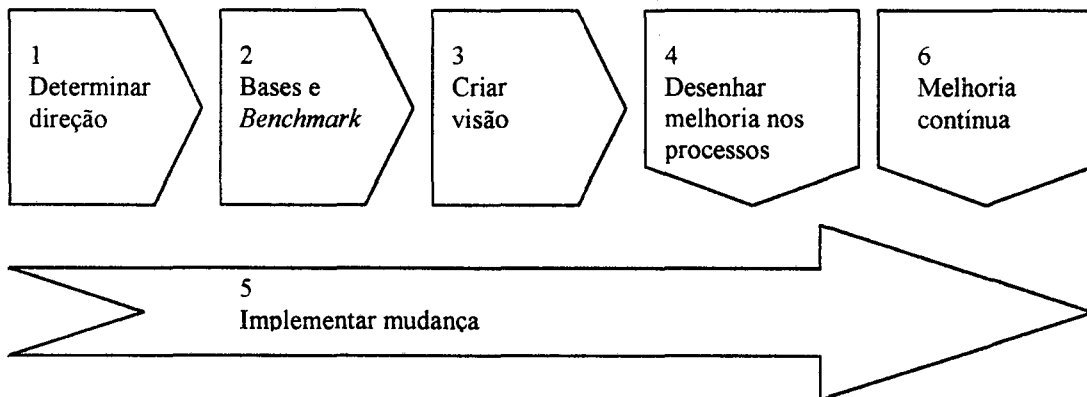 1
Determinar
direção
2
Bases e
Benchmark
3
Criar
visão
4
Desenhar
melhoria nos
processos
6
Melhoria
contínua
5
Implementar mudança